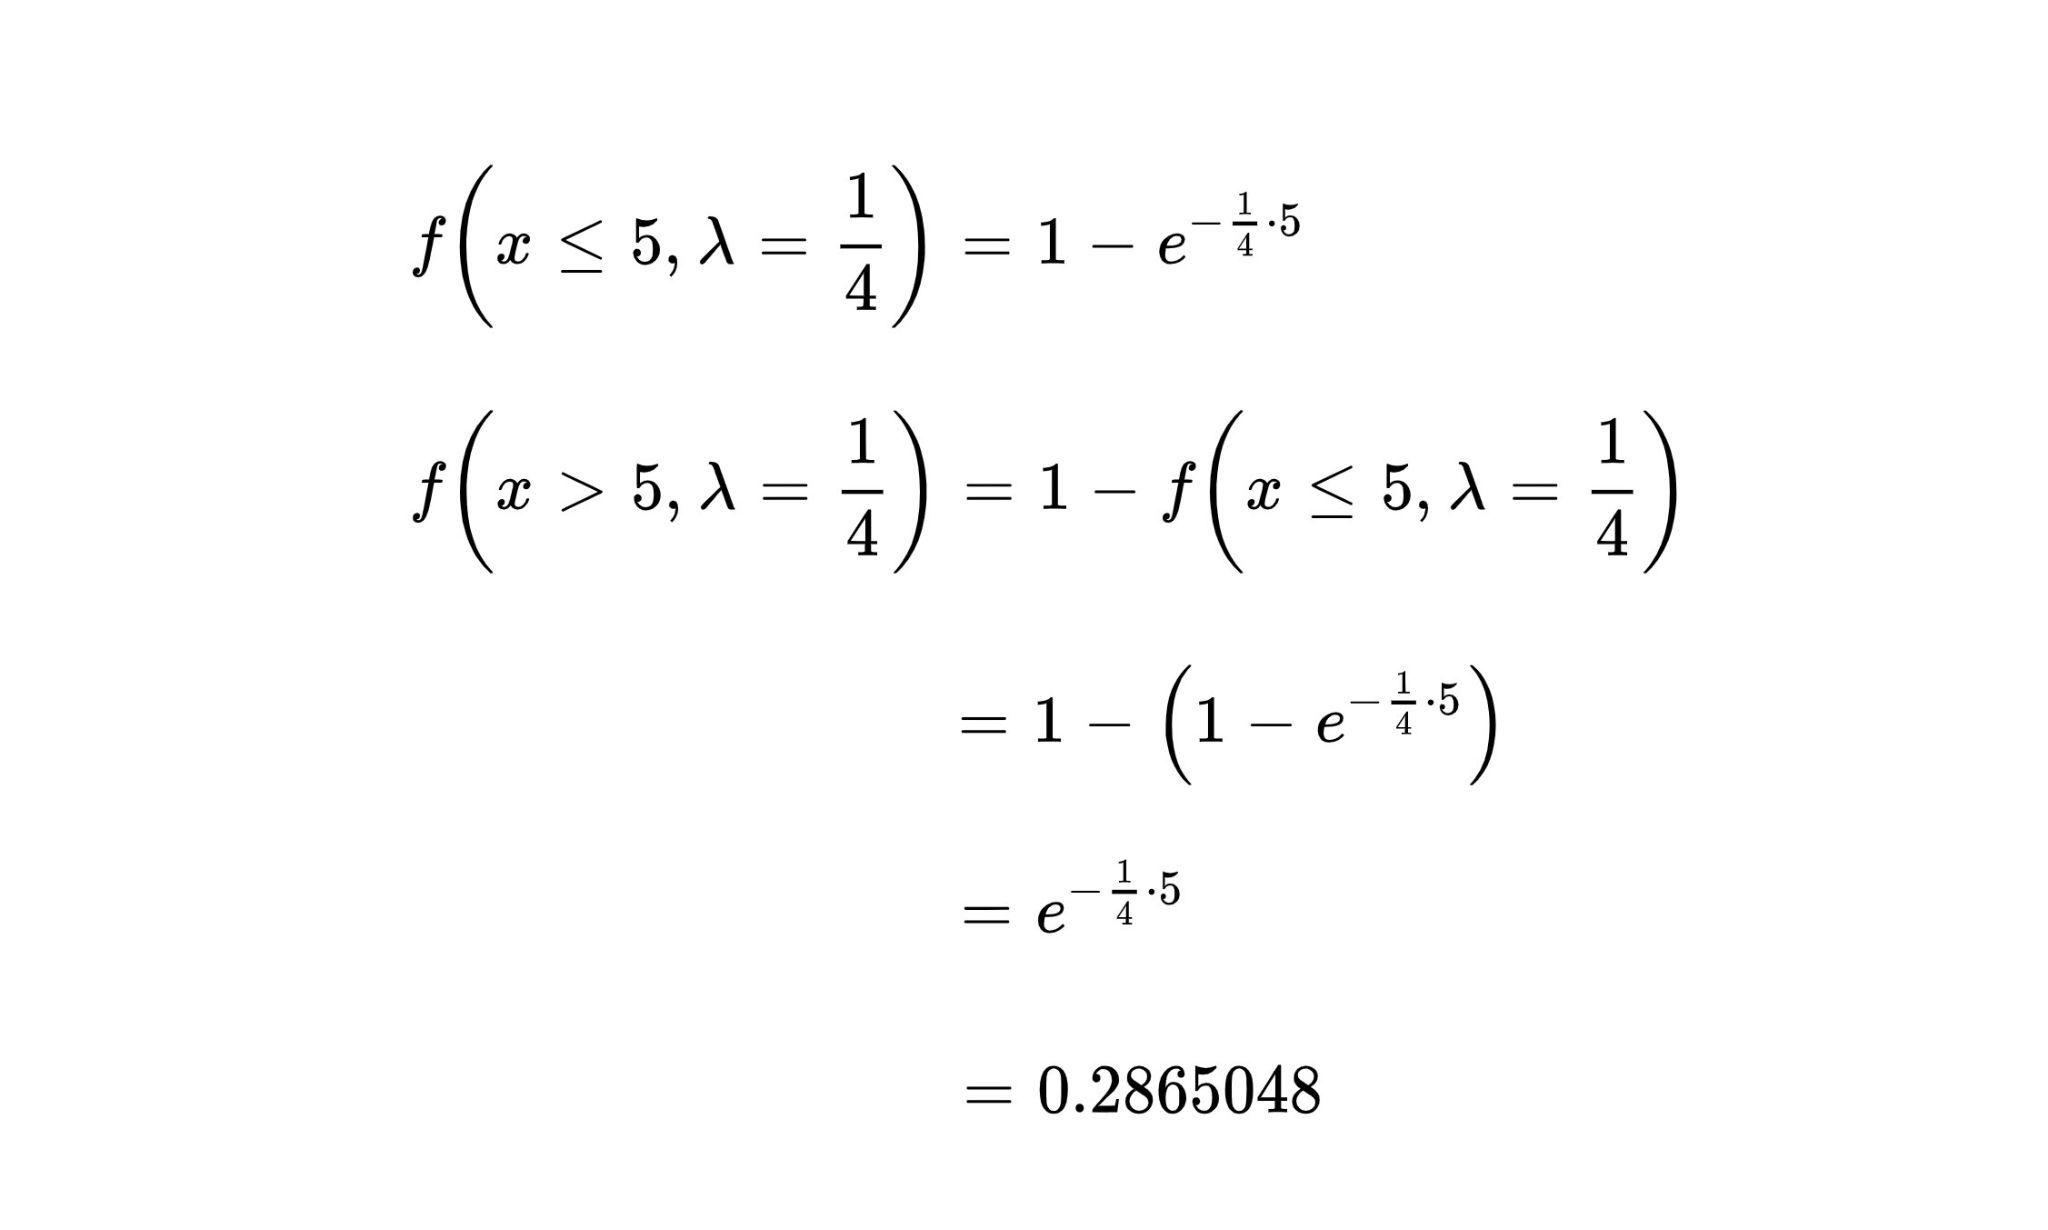 f(x ≤ 5, λ = 1/4) = 1 − e^{−1/4·5}
f(x > 5, λ = 1/4) = 1 − f(x ≤ 5, λ = 1/4)
= 1 − (1 − e^{−1/4·5})
= e^{−1/4·5}
= 0.2865048